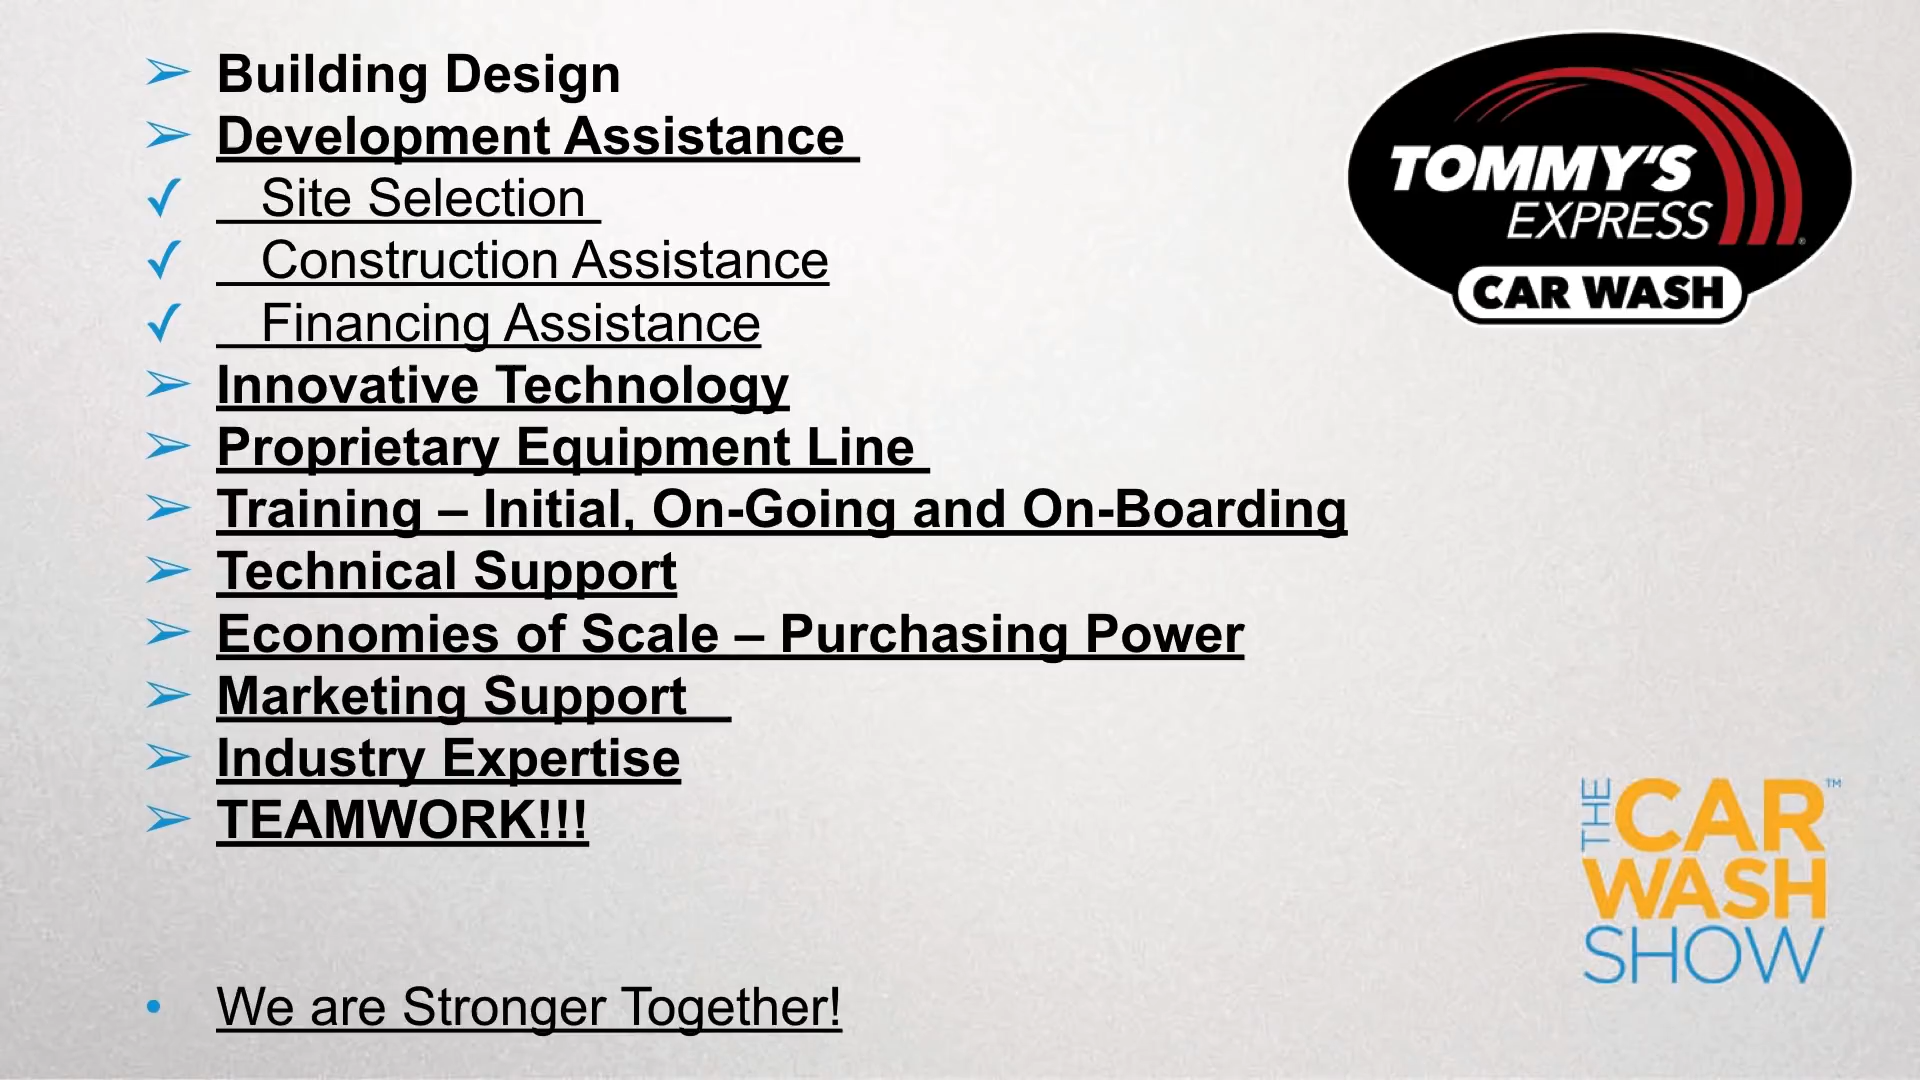 ➢ Building Design
➢ Development Assistance
✓ Site Selection
✓ Construction Assistance
✓ Financing Assistance
➢ Innovative Technology
➢ Proprietary Equipment Line
➢ Training – Initial, On-Going and On-Boarding
➢ Technical Support
➢ Economies of Scale – Purchasing Power
➢ Marketing Support
➢ Industry Expertise
➢ TEAMWORK!!!
• We are Stronger Together!
TOMMY'S
EXPRESS®
CAR WASH
THE CAR™
WASH
SHOW